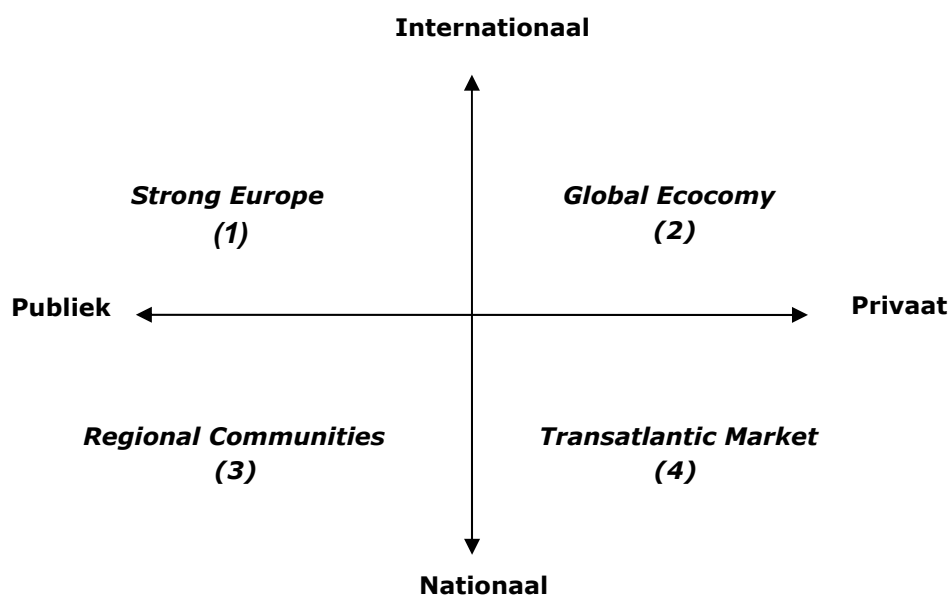 Internationaal
Strong Europe
(1)
Global Ecocomy
(2)
Publiek
Privaat
Regional Communities
(3)
Transatlantic Market
(4)
Nationaal